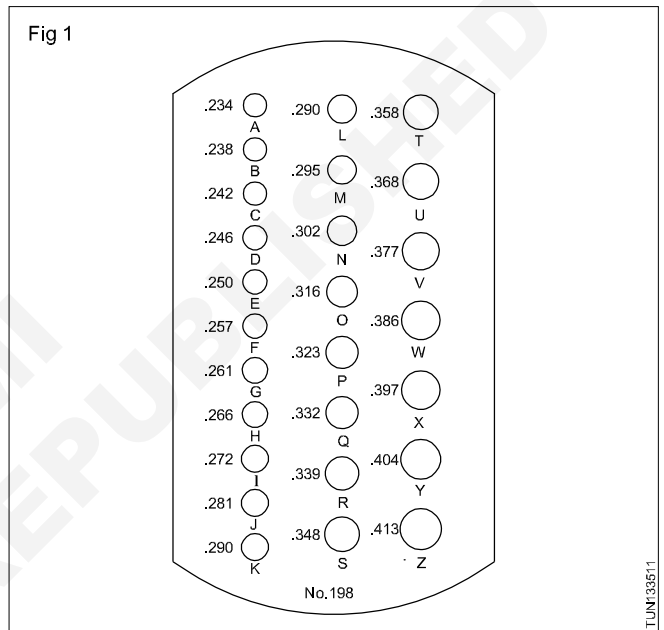 Fig 1
.234
A
.238
B
.242
C
.246
D
.250
E
.257
F
.261
G
.266
H
.272
I
.281
J
.290
K
.290
L
.295
M
.302
N
.316
O
.323
P
.332
Q
.339
R
.348
S
.358
T
.368
U
.377
V
.386
W
.397
X
.404
Y
.413
Z
No.198
TUN133511
REPUBLISHED